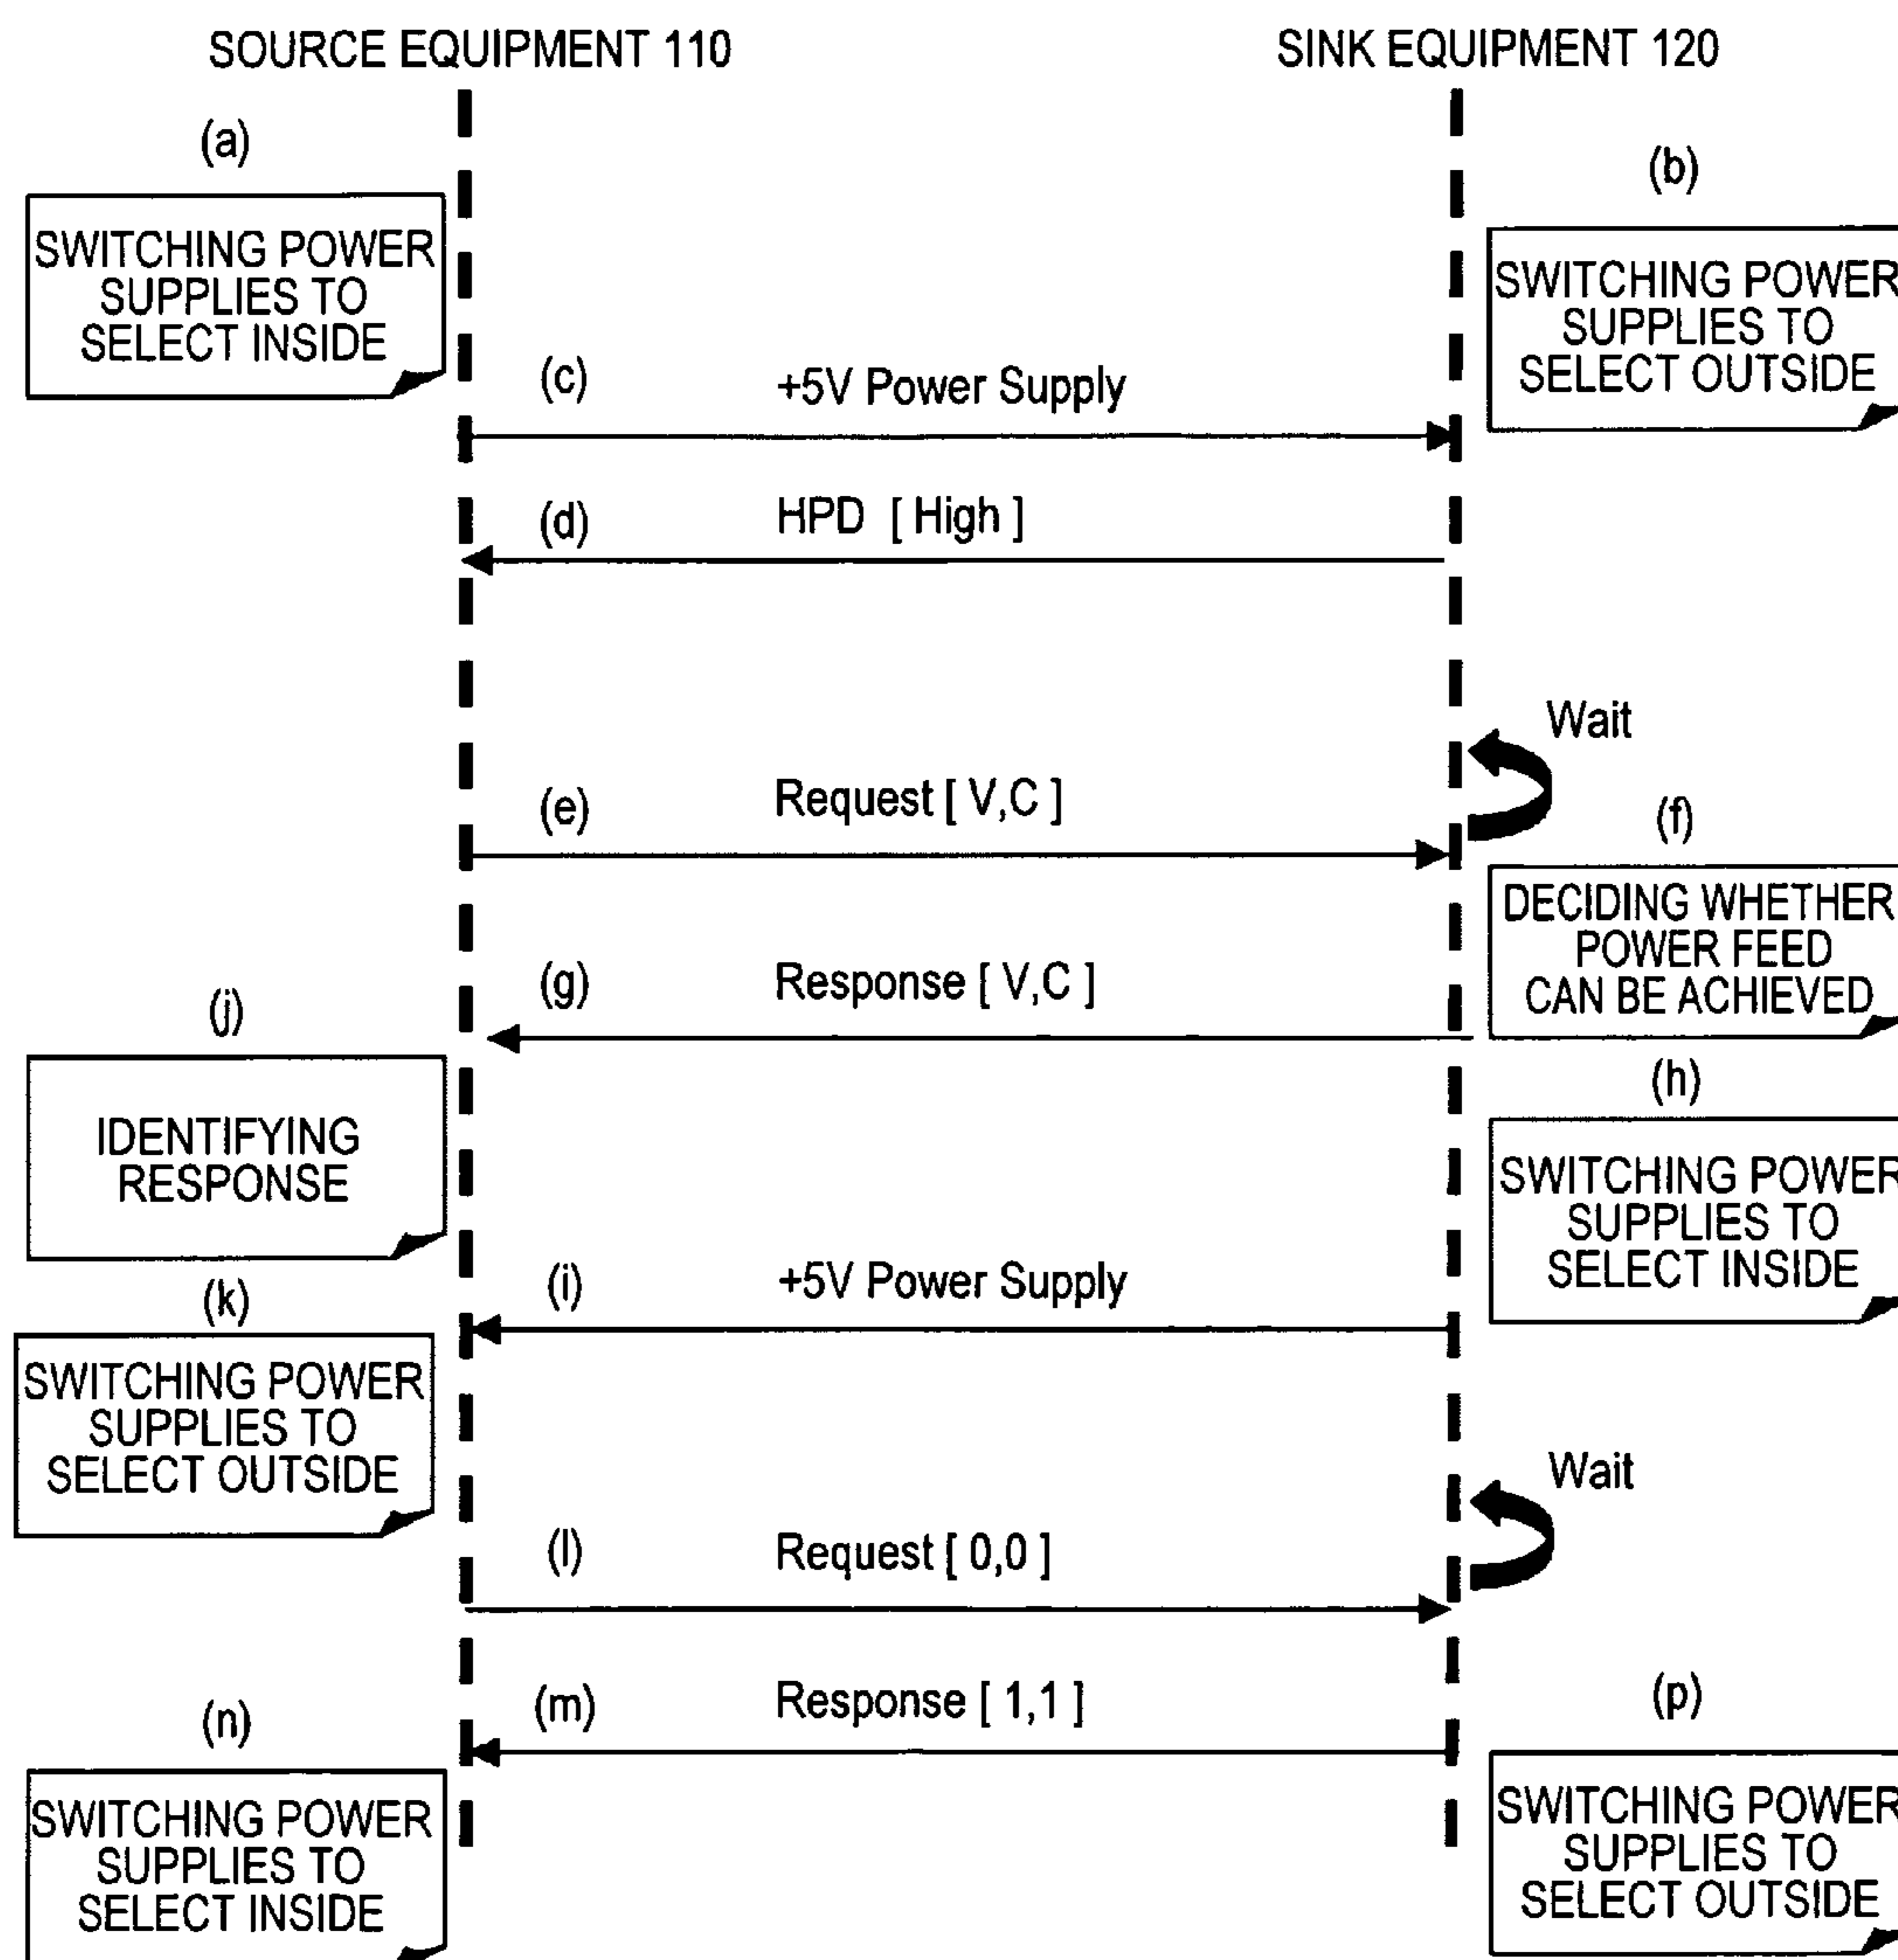 SOURCE EQUIPMENT 110
SINK EQUIPMENT 120
(a)
(b)
SWITCHING POWER
SUPPLIES TO
SELECT INSIDE
SWITCHING POWER
SUPPLIES TO
SELECT OUTSIDE
(c)
+5V Power Supply
(d)
HPD [ High ]
Wait
(e)
Request [ V,C ]
(f)
DECIDING WHETHER
POWER FEED
CAN BE ACHIEVED
(g)
Response [ V,C ]
(j)
IDENTIFYING
RESPONSE
(h)
SWITCHING POWER
SUPPLIES TO
SELECT INSIDE
(i)
+5V Power Supply
(k)
SWITCHING POWER
SUPPLIES TO
SELECT OUTSIDE
Wait
(l)
Request [ 0,0 ]
(m)
Response [ 1,1 ]
(n)
SWITCHING POWER
SUPPLIES TO
SELECT INSIDE
(p)
SWITCHING POWER
SUPPLIES TO
SELECT OUTSIDE